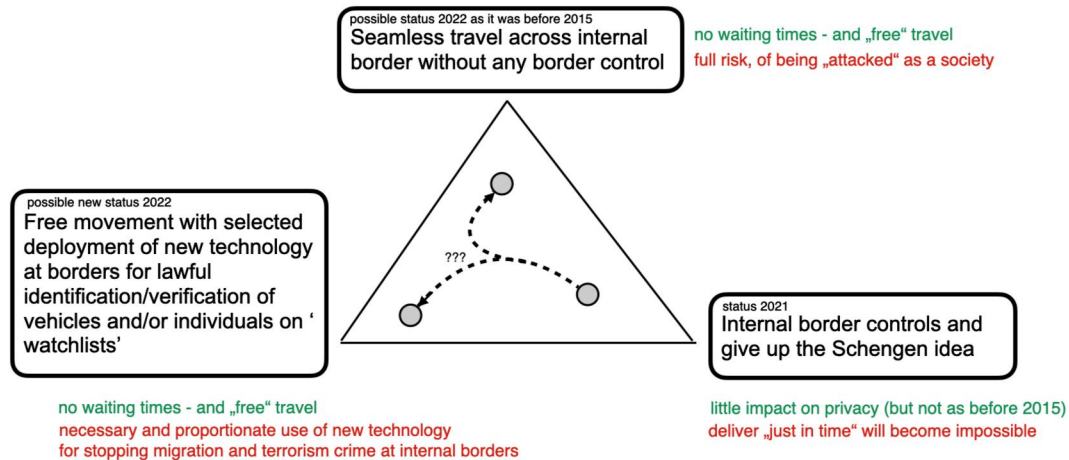 possible status 2022 as it was before 2015
Seamless travel across internal
border without any border control
no waiting times - and „free“ travel
full risk, of being „attacked“ as a society
possible new status 2022
Free movement with selected
deployment of new technology
at borders for lawful
identification/verification of
vehicles and/or individuals on ‘
watchlists’
???
status 2021
Internal border controls and
give up the Schengen idea
no waiting times - and „free“ travel
necessary and proportionate use of new technology
for stopping migration and terrorism crime at internal borders
little impact on privacy (but not as before 2015)
deliver „just in time“ will become impossible